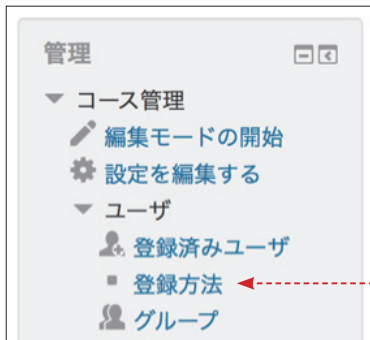 管理
コース管理
編集モードの開始
設定を編集する
ユーザ
登録済みユーザ
登録方法
グループ